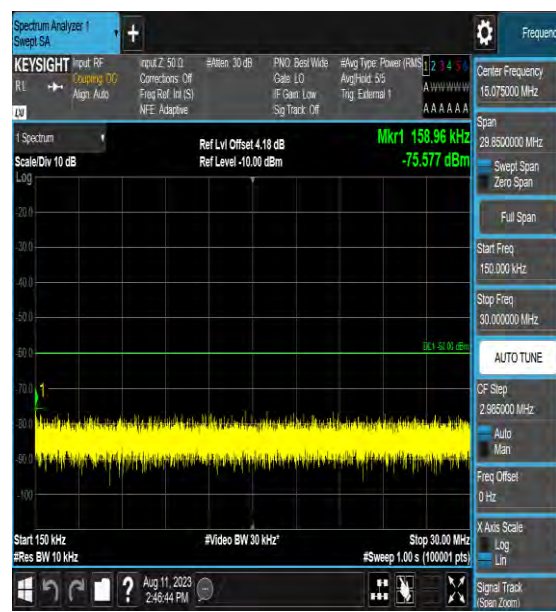 Spectrum Analyzer 1
Swept SA
+
Frequenc
KEYSIGHT
Input: RF
Coupling: DC
Align: Auto
Input Z: 50 Ω
Corrections: Off
Freq Ref: Int (S)
NFE: Adaptive
#Atten: 30 dB
PNO: Best Wide
Gate: LO
IF Gain: Low
Sig Track: Off
#Avg Type: Power (RMS
Avg|Hold: 5/5
Trig: External 1
1 2 3 4 5 6
A W W W W W
A A A A A A
RL
LXI
1 Spectrum
Scale/Div 10 dB
Log
Ref Lvl Offset 4.18 dB
Ref Level -10.00 dBm
Mkr1 158.96 kHz
-75.577 dBm
-20.0
-30.0
-40.0
-50.0
-60.0
-70.0
-80.0
-90.0
-100
DL1 -60.00 dBm
1
Start 150 kHz
#Res BW 10 kHz
#Video BW 30 kHz*
Stop 30.00 MHz
#Sweep 1.00 s (100001 pts)
Center Frequency
15.075000 MHz
Span
29.8500000 MHz
Swept Span
Zero Span
Full Span
Start Freq
150.000 kHz
Stop Freq
30.000000 MHz
AUTO TUNE
CF Step
2.985000 MHz
Auto
Man
Freq Offset
0 Hz
X Axis Scale
Log
Lin
Signal Track
(Span Zoom)
?
Aug 11, 2023
2:46:44 PM